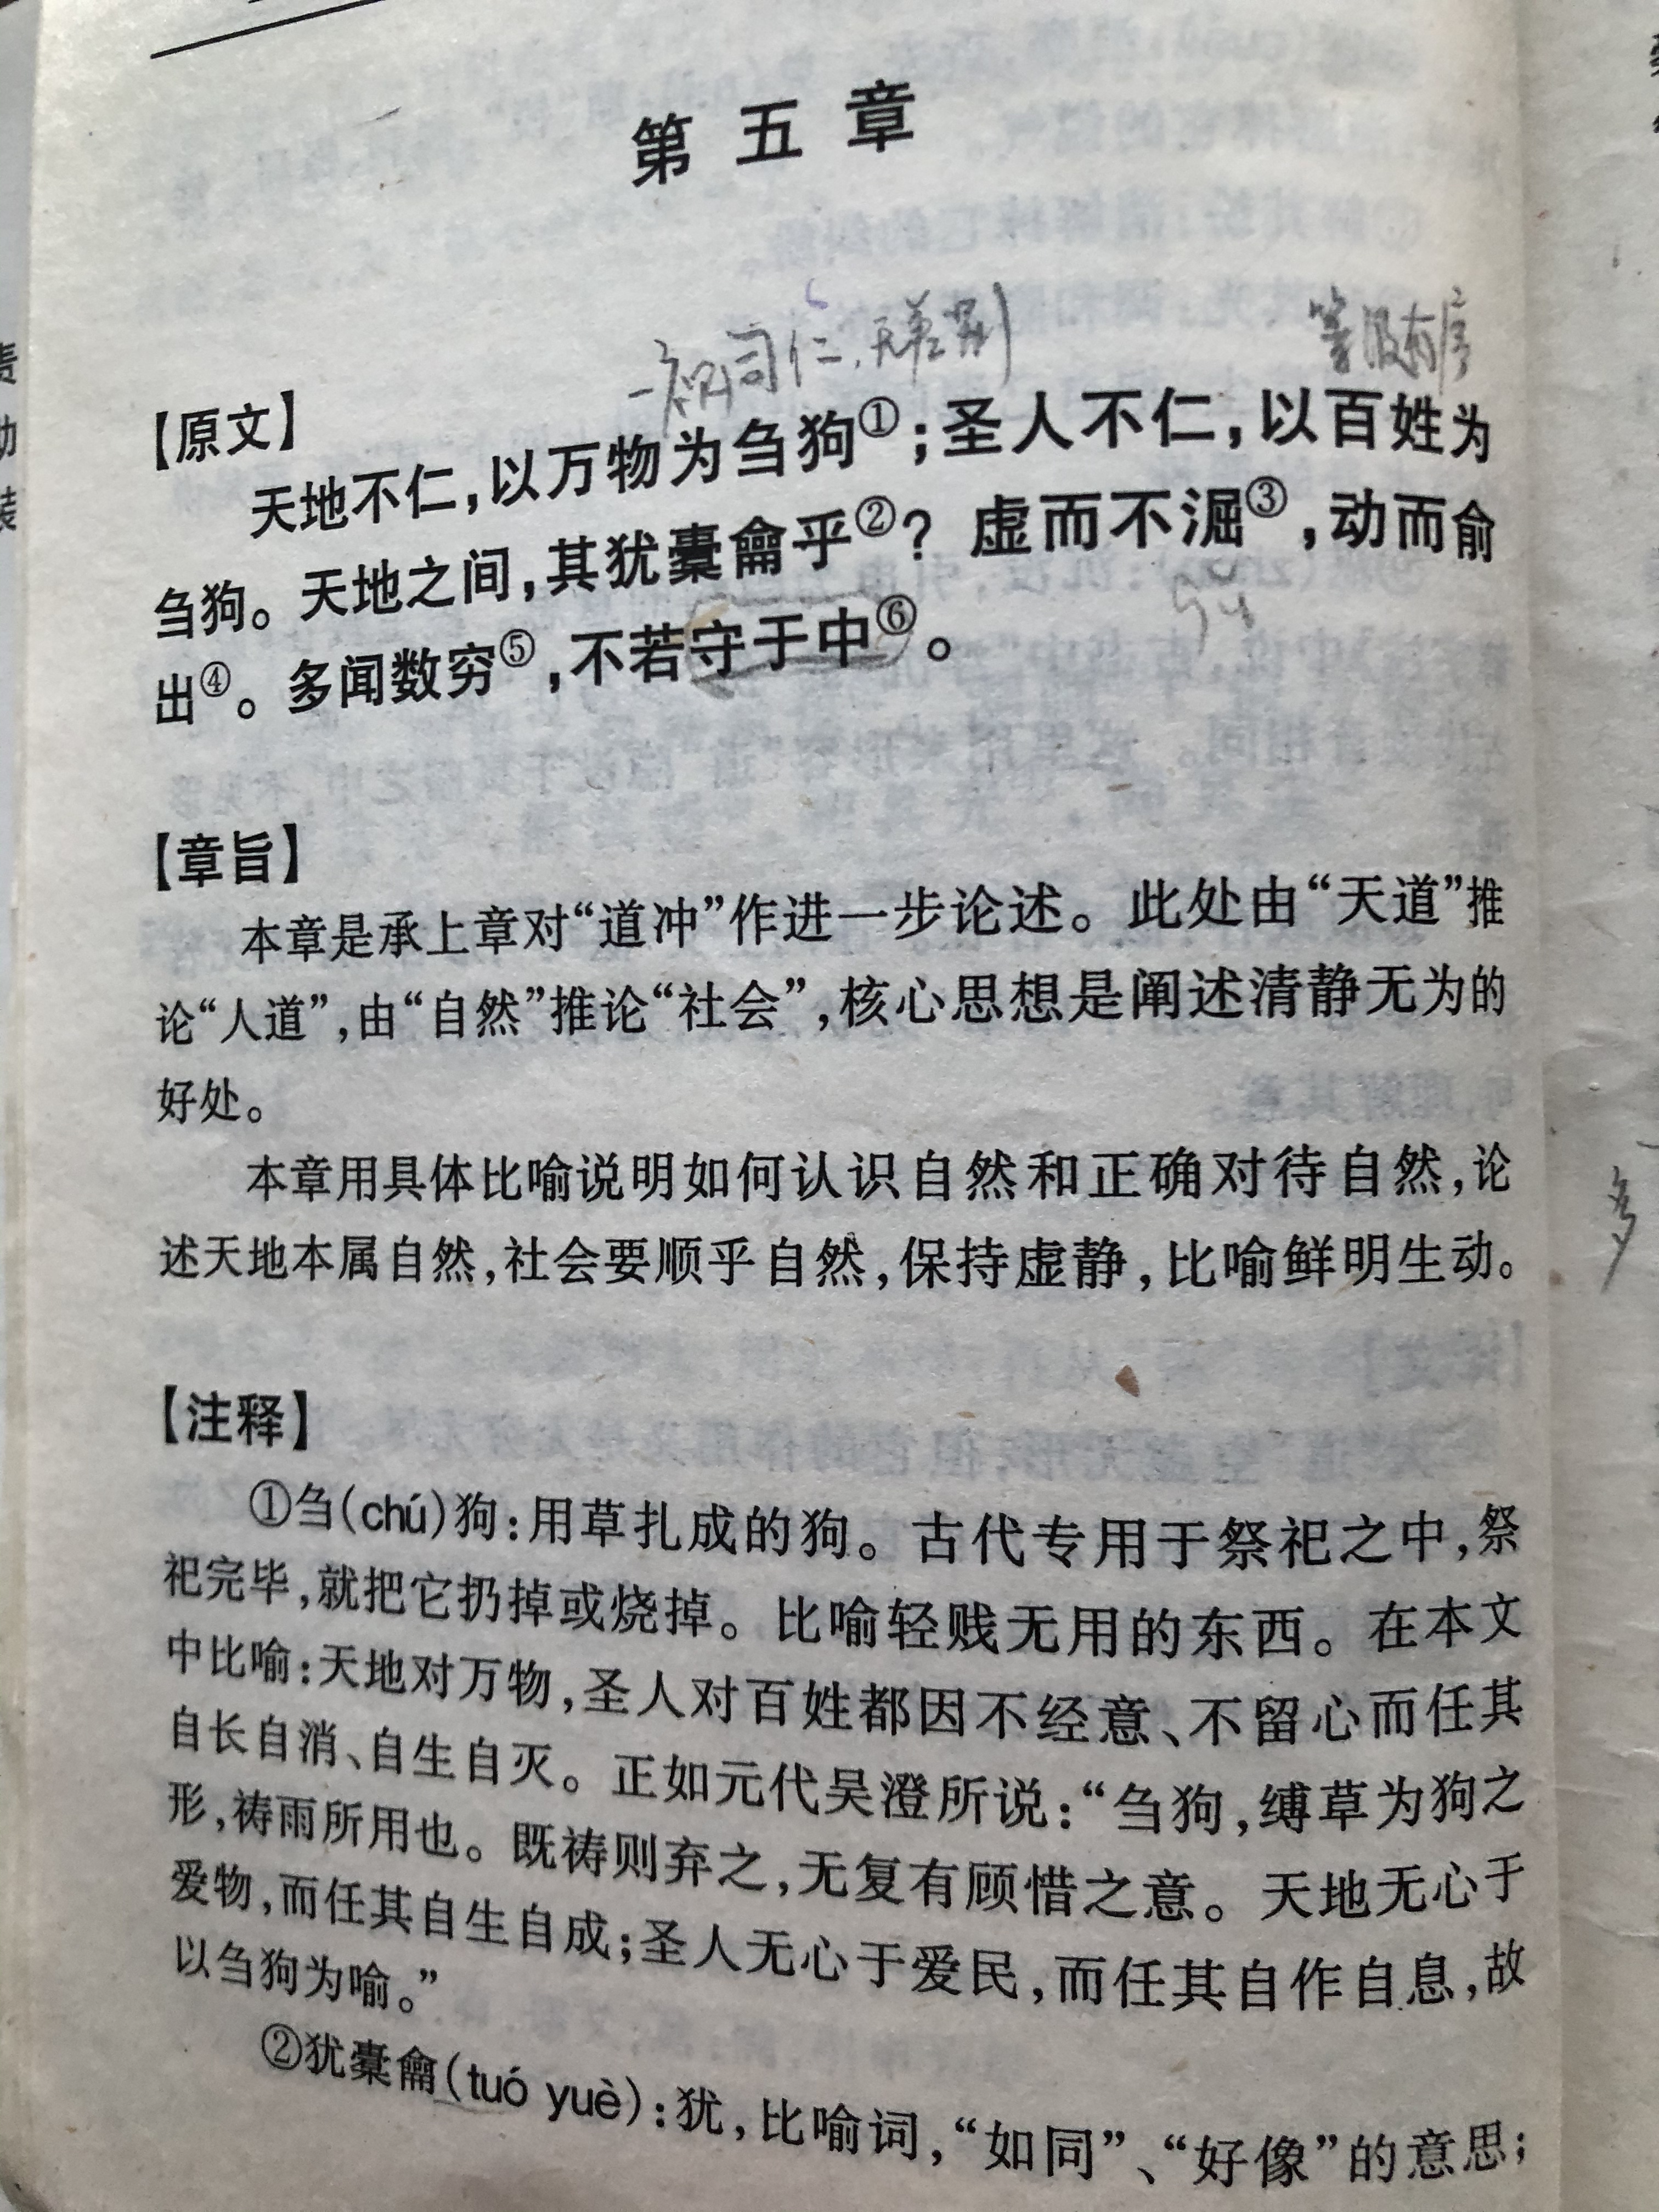 第五章
一视同仁,无差别
等级有序
【原文】
天地不仁,以万物为刍狗①;圣人不仁,以百姓为
刍狗。天地之间,其犹橐龠乎②?虚而不淈③,动而俞
gǔ
出④。多闻数穷⑤,不若守于中⑥。
【章旨】
本章是承上章对“道冲”作进一步论述。此处由“天道”推
论“人道”,由“自然”推论“社会”,核心思想是阐述清静无为的
好处。
本章用具体比喻说明如何认识自然和正确对待自然,论
述天地本属自然,社会要顺乎自然,保持虚静,比喻鲜明生动。
【注释】
①刍(chú)狗:用草扎成的狗。古代专用于祭祀之中,祭
祀完毕,就把它扔掉或烧掉。比喻轻贱无用的东西。在本文
中比喻:天地对万物,圣人对百姓都因不经意、不留心而任其
自长自消、自生自灭。正如元代吴澄所说:“刍狗,缚草为狗之
形,祷雨所用也。既祷则弃之,无复有顾惜之意。天地无心于
爱物,而任其自生自成;圣人无心于爱民,而任其自作自息,故
以刍狗为喻。”
②犹橐龠(tuó yuè):犹,比喻词,“如同”、“好像”的意思;
责
助
装
多